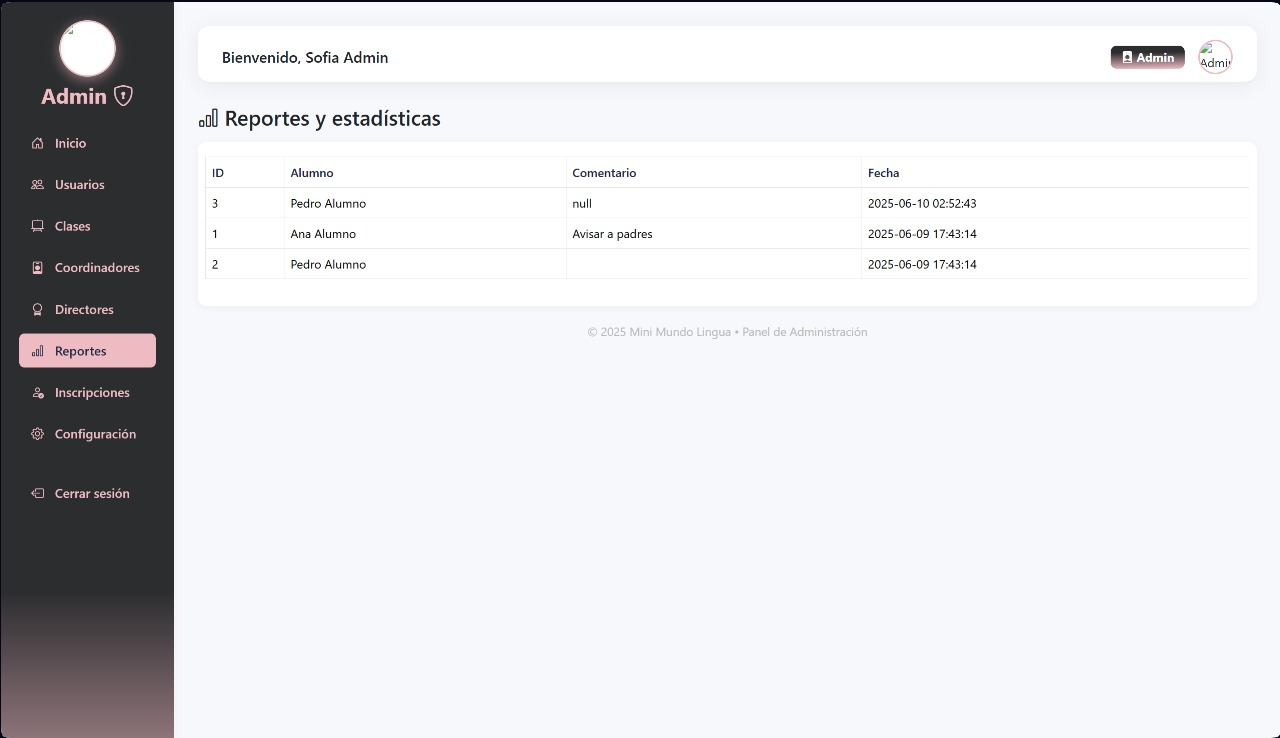 Admin
Inicio
Usuarios
Clases
Coordinadores
Directores
Reportes
Inscripciones
Configuración
Cerrar sesión
Bienvenido, Sofia Admin
Admin
Admi
Reportes y estadísticas
ID Alumno Comentario Fecha
3 Pedro Alumno null 2025-06-10 02:52:43
1 Ana Alumno Avisar a padres 2025-06-09 17:43:14
2 Pedro Alumno 2025-06-09 17:43:14
© 2025 Mini Mundo Lingua • Panel de Administración